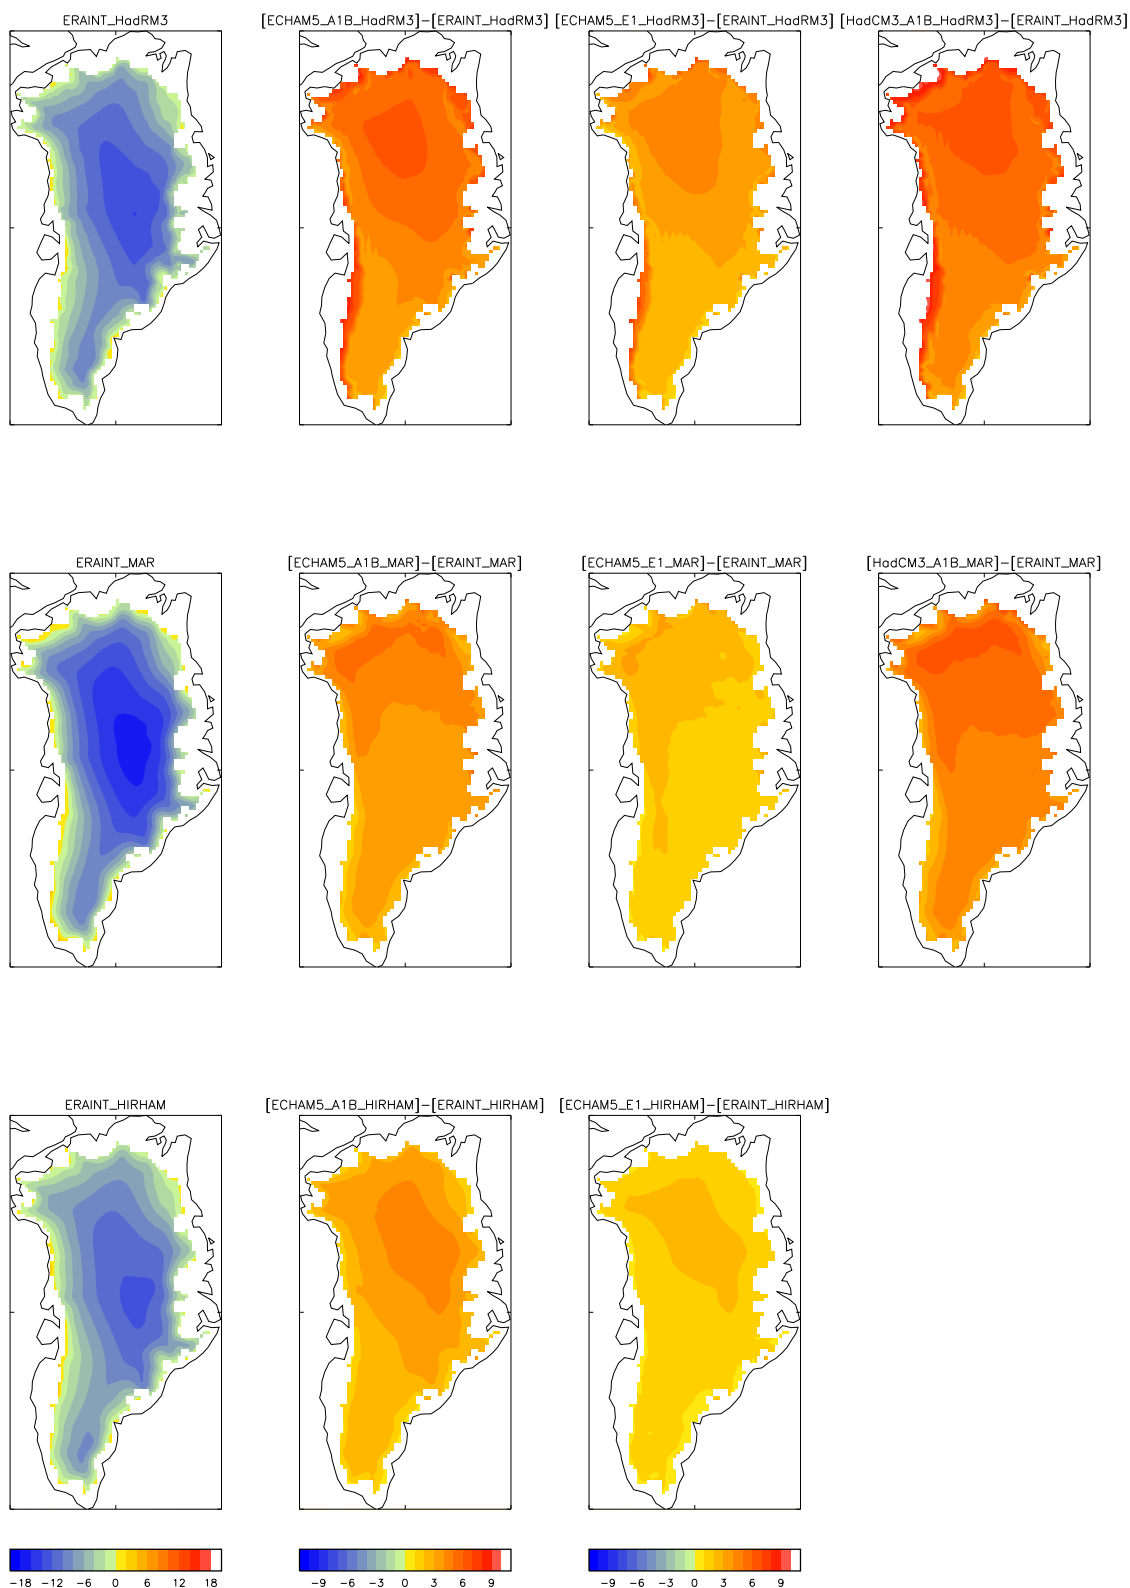 ERAINT_HadRM3
[ECHAM5_A1B_HadRM3]-[ERAINT_HadRM3]
[ECHAM5_E1_HadRM3]-[ERAINT_HadRM3]
[HadCM3_A1B_HadRM3]-[ERAINT_HadRM3]
ERAINT_MAR
[ECHAM5_A1B_MAR]-[ERAINT_MAR]
[ECHAM5_E1_MAR]-[ERAINT_MAR]
[HadCM3_A1B_MAR]-[ERAINT_MAR]
ERAINT_HIRHAM
[ECHAM5_A1B_HIRHAM]-[ERAINT_HIRHAM]
[ECHAM5_E1_HIRHAM]-[ERAINT_HIRHAM]
-18 -12 -6 0 6 12 18
-9 -6 -3 0 3 6 9
-9 -6 -3 0 3 6 9